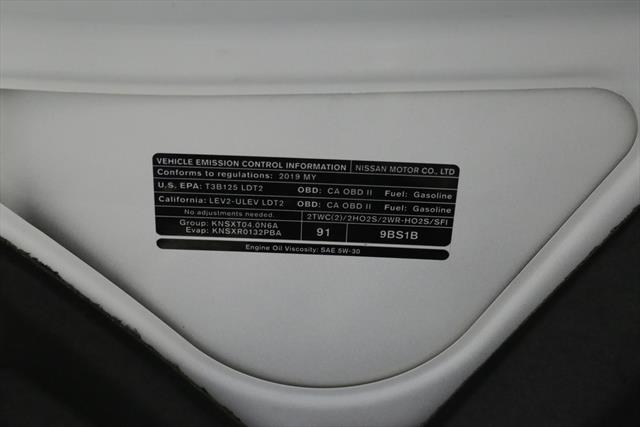 VEHICLE EMISSION CONTROL INFORMATION NISSAN MOTOR CO., LTD
Conforms to regulations: 2019 MY
U.S. EPA: T3B125 LDT2 OBD: CA OBD II Fuel: Gasoline
California: LEV2-ULEV LDT2 OBD: CA OBD II Fuel: Gasoline
No adjustments needed. 2TWC(2)/2HO2S/2WR-HO2S/SFI
Group: KNSXT04.0N6A
Evap: KNSXR0132PBA 91 9BS1B
Engine Oil Viscosity: SAE 5W-30